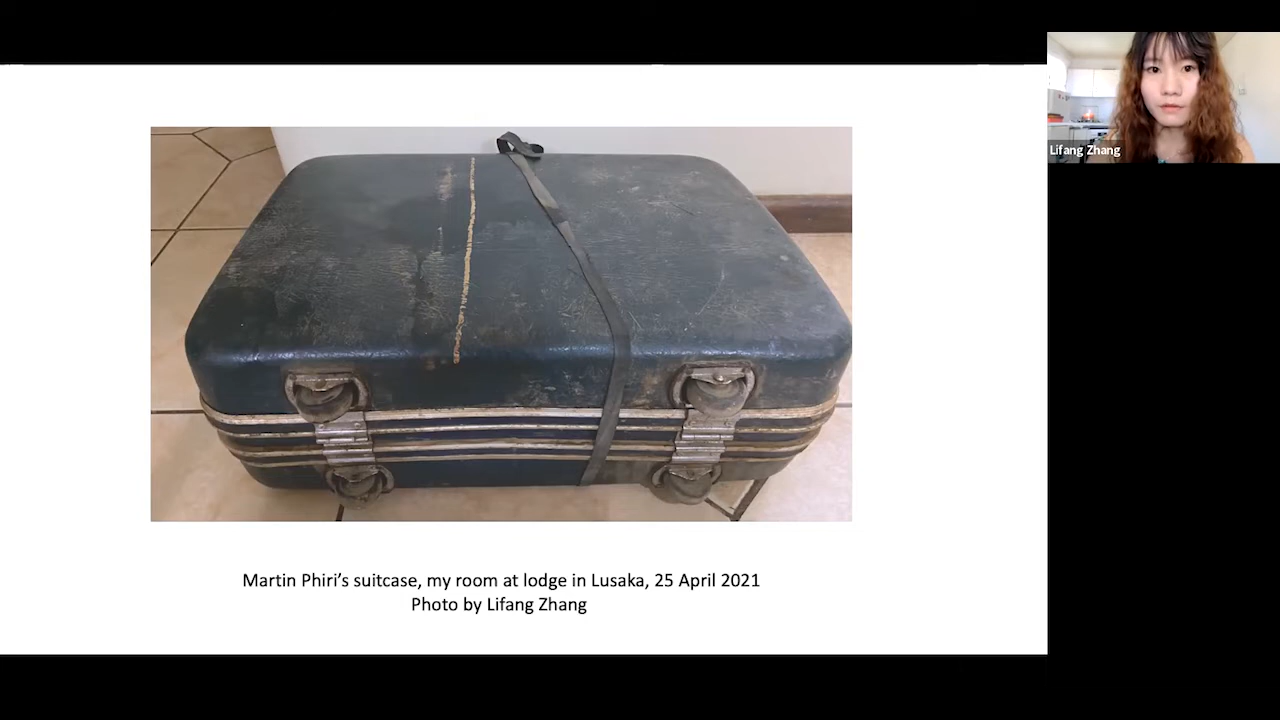 Lifang Zhang
Martin Phiri’s suitcase, my room at lodge in Lusaka, 25 April 2021
Photo by Lifang Zhang